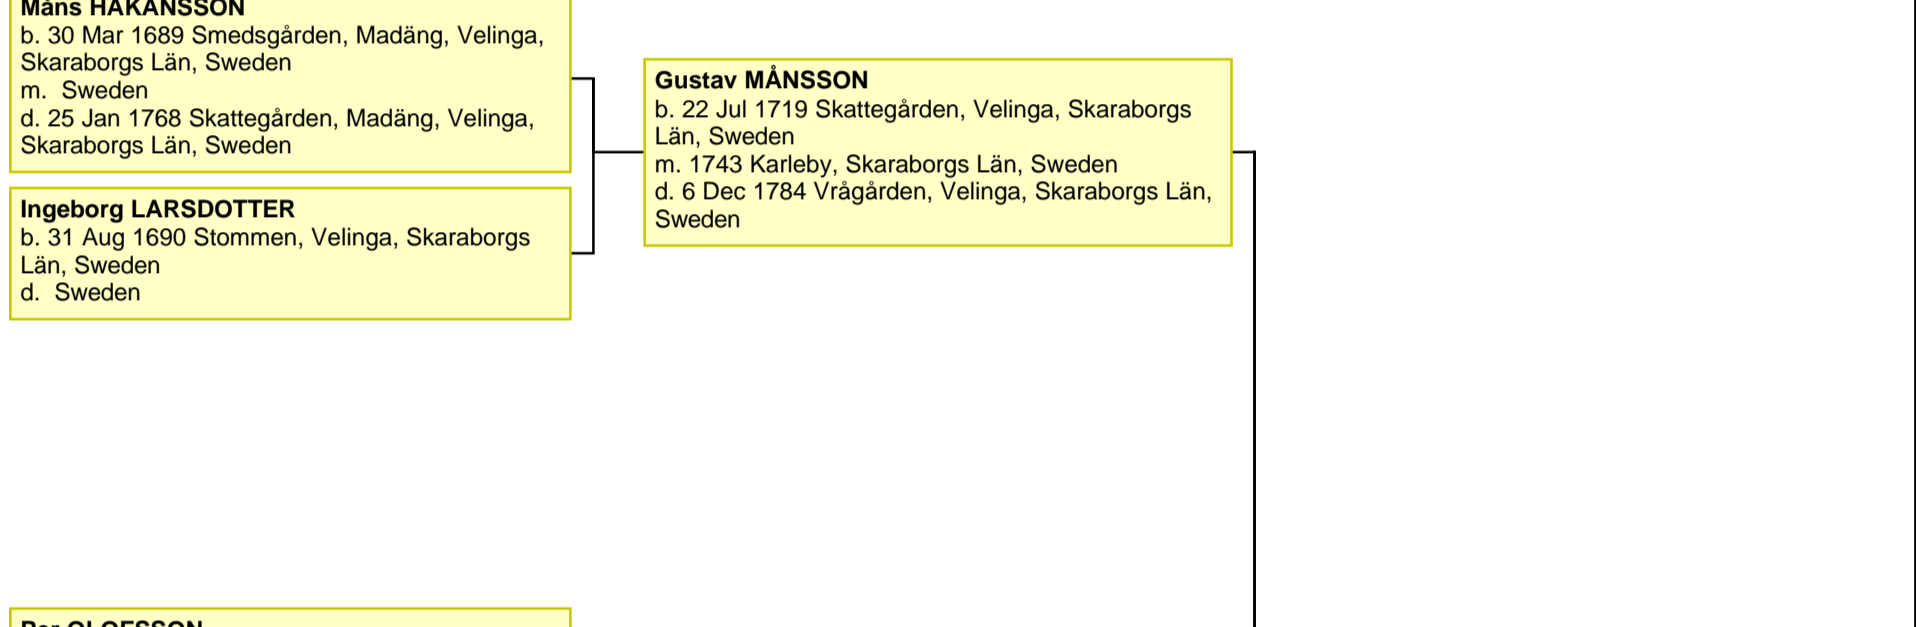 Måns HÅKANSSON
b. 30 Mar 1689 Smedsgården, Madäng, Velinga,
Skaraborgs Län, Sweden
m.  Sweden
d. 25 Jan 1768 Skattegården, Madäng, Velinga,
Skaraborgs Län, Sweden
Ingeborg LARSDOTTER
b. 31 Aug 1690 Stommen, Velinga, Skaraborgs
Län, Sweden
d.  Sweden
Gustav MÅNSSON
b. 22 Jul 1719 Skattegården, Velinga, Skaraborgs
Län, Sweden
m. 1743 Karleby, Skaraborgs Län, Sweden
d. 6 Dec 1784 Vrågården, Velinga, Skaraborgs Län,
Sweden
Per OLOFSSON